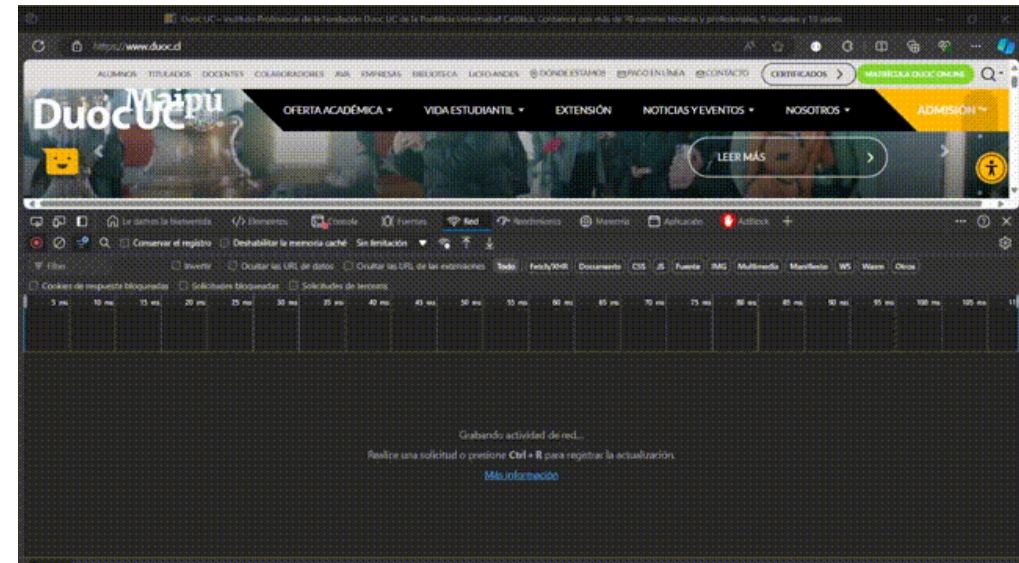 Duoc UC – Instituto Profesional de la Fundación Duoc UC de la Pontificia Universidad Católica. Contamos con más de 70 carreras técnicas y profesionales, 9 escuelas y 19 sedes.
https://www.duoc.cl
ALUMNOS TITULADOS DOCENTES COLABORADORES AVA EMPRESAS BIBLIOTECA LICEO ANDES DÓNDE ESTAMOS PAGO EN LÍNEA CONTACTO CERTIFICADOS MATRÍCULA DUOC ONLINE
Maipú
DuocUC OFERTA ACADÉMICA VIDA ESTUDIANTIL EXTENSIÓN NOTICIAS Y EVENTOS NOSOTROS ADMISIÓN
LEER MÁS
Le damos la bienvenida Elementos Consola Fuentes Red Rendimiento Memoria Aplicación AdBlock
Conservar el registro Deshabilitar la memoria caché Sin limitación
Filtro Invertir Ocultar las URL de datos Ocultar las URL de las extensiones Todo Fetch/XHR Documento CSS JS Fuente IMG Multimedia Manifiesto WS Wasm Otros
Cookies de respuesta bloqueadas Solicitudes bloqueadas Solicitudes de terceros
5 ms 10 ms 15 ms 20 ms 25 ms 30 ms 35 ms 40 ms 45 ms 50 ms 55 ms 60 ms 65 ms 70 ms 75 ms 80 ms 85 ms 90 ms 95 ms 100 ms 105 ms 11
Grabando actividad de red...
Realice una solicitud o presione Ctrl + R para registrar la actualización.
Más información